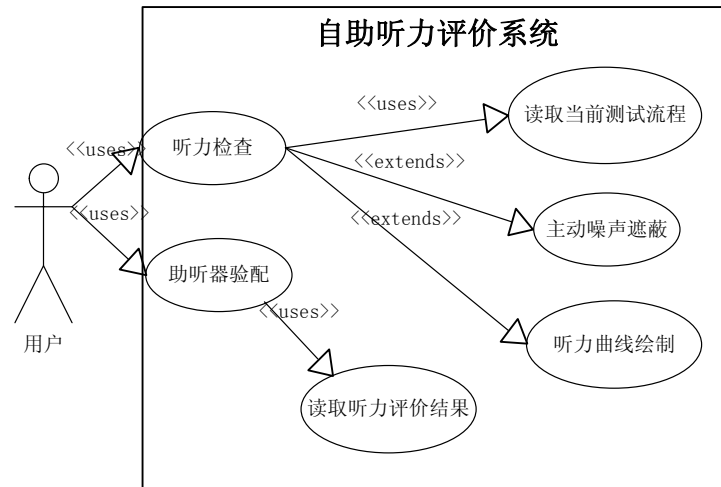 自助听力评价系统
<<uses>>
读取当前测试流程
<<uses>>
听力检查
<<extends>>
<<uses>>
<<extends>>
主动噪声遮蔽
助听器验配
<<uses>>
用户
听力曲线绘制
读取听力评价结果